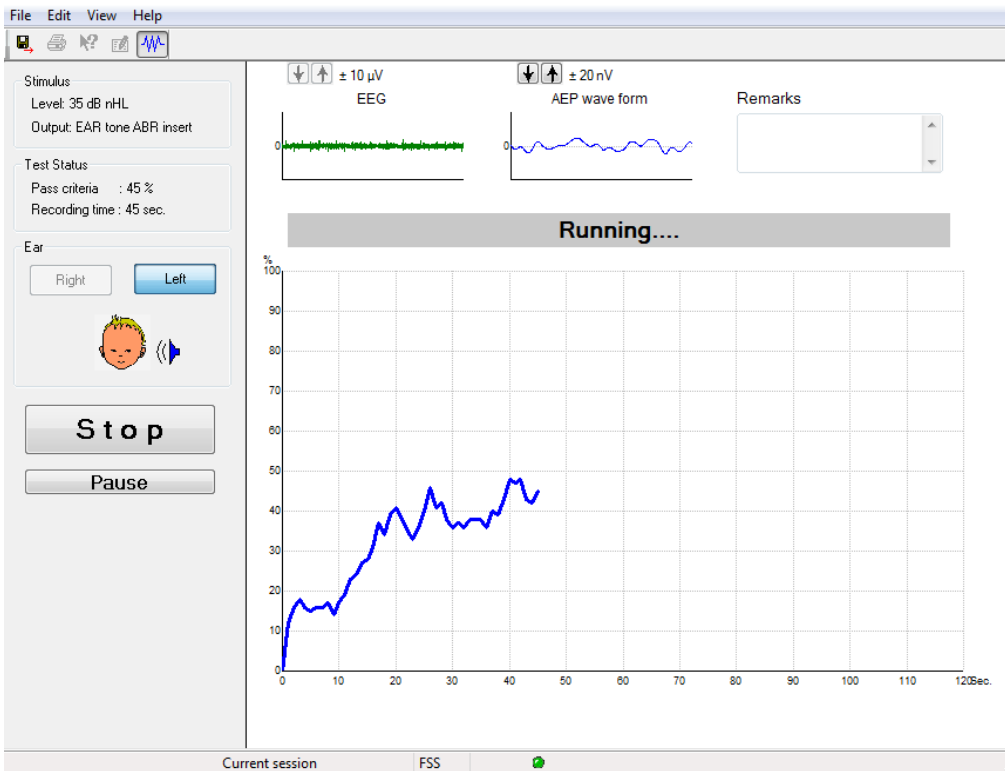 File Edit View Help
Stimulus
Level: 35 dB nHL
Output: EAR tone ABR insert
Test Status
Pass criteria : 45 %
Recording time : 45 sec.
Ear
Right Left
Stop
Pause
± 10 µV
EEG
0
± 20 nV
AEP wave form
0
Remarks
Running....
%
100
90
80
70
60
50
40
30
20
10
0
0 10 20 30 40 50 60 70 80 90 100 110 120 Sec.
Current session FSS